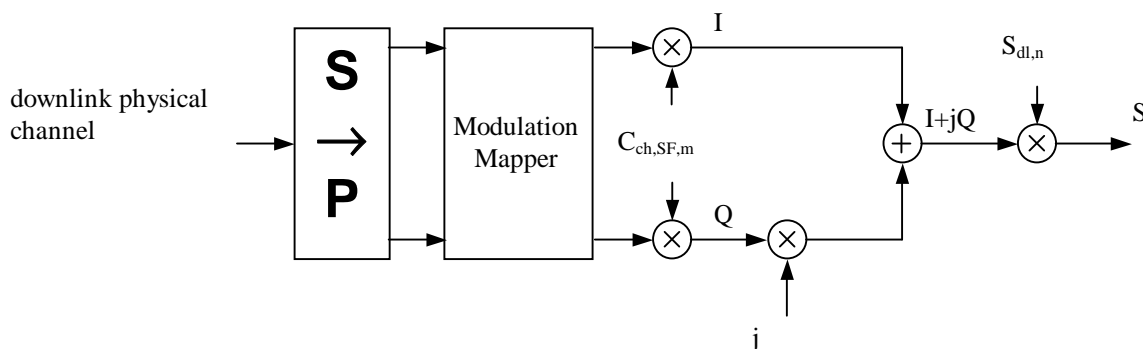 downlink physical
channel
S
→
P
Modulation
Mapper
I
C_ch,SF,m
Q
j
I+jQ
S_dl,n
S